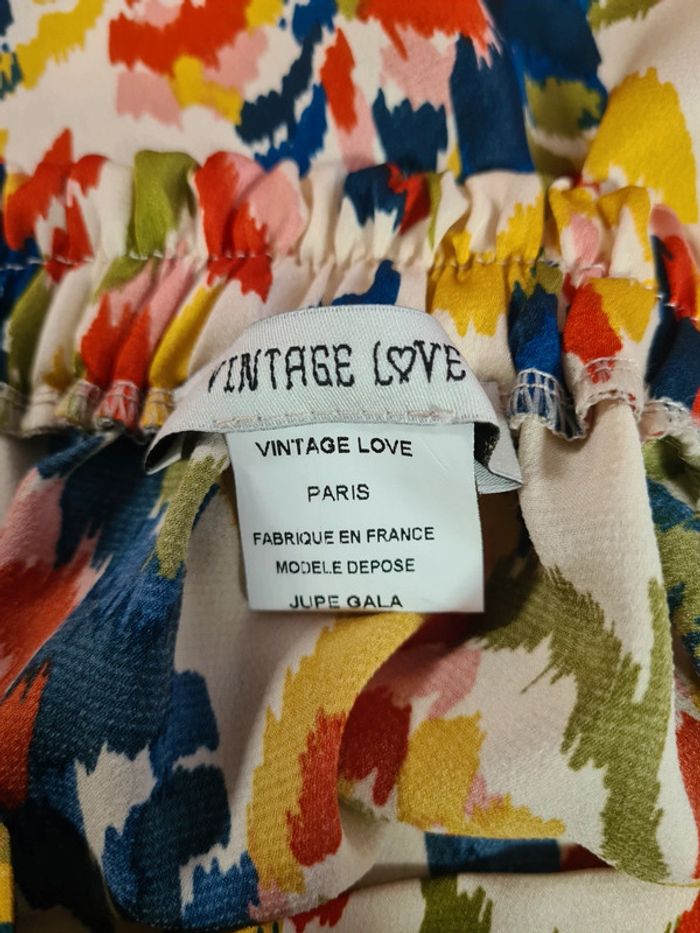 VINTAGE LOVE
VINTAGE LOVE
PARIS
FABRIQUE EN FRANCE
MODELE DEPOSE
JUPE GALA